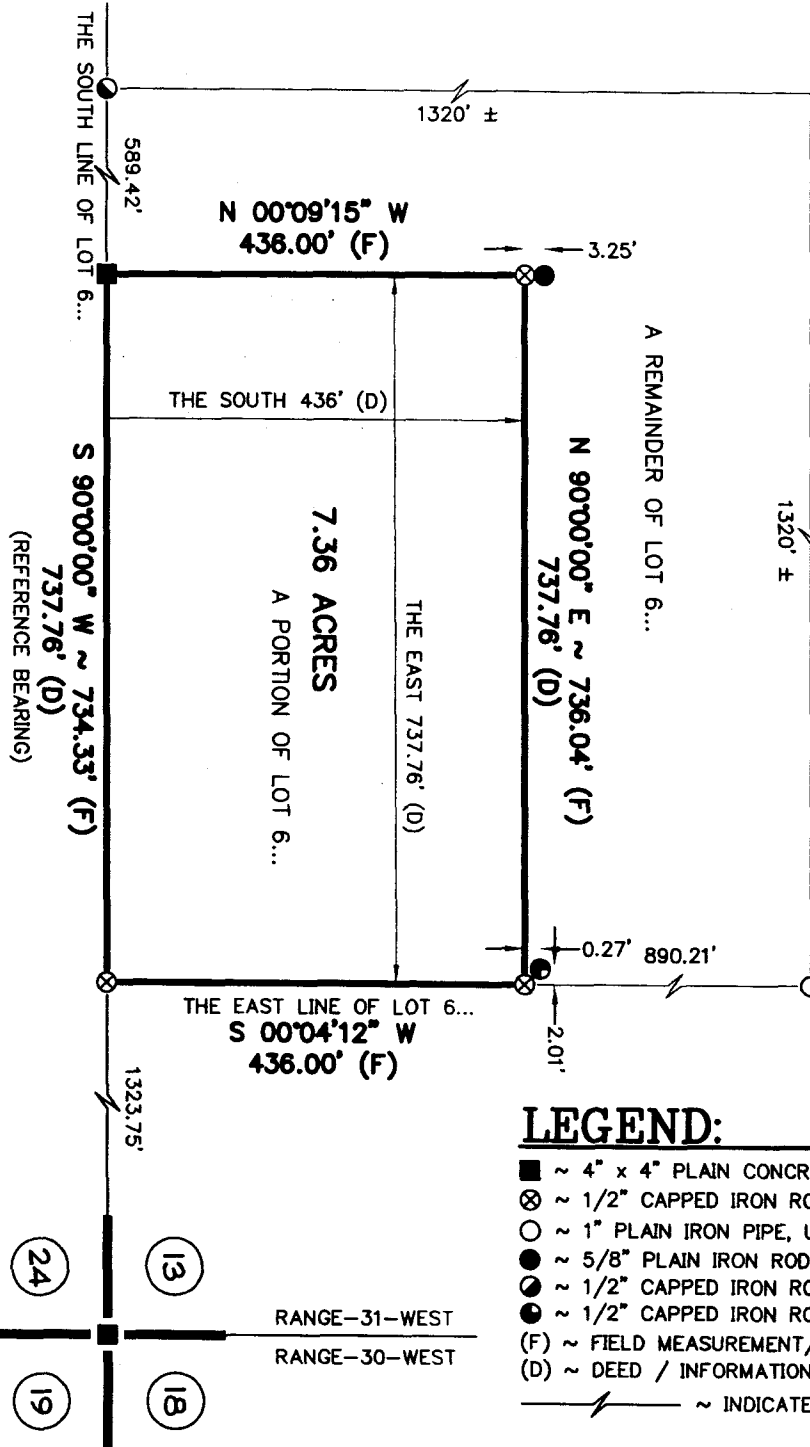 THE SOUTH LINE OF LOT 6...
589.42'
1320' ±
N 00°09'15" W
436.00' (F)
3.25'
A REMAINDER OF LOT 6...
1320' ±
THE SOUTH 436' (D)
N 90°00'00" E ~ 736.04' (F)
737.76' (D)
THE EAST 737.76' (D)
7.36 ACRES
A PORTION OF LOT 6...
S 90°00'00" W ~ 734.33' (F)
737.76' (D)
(REFERENCE BEARING)
0.27'
890.21'
2.01'
THE EAST LINE OF LOT 6...
S 00°04'12" W
436.00' (F)
1323.75'
LEGEND:
~ 4" x 4" PLAIN CONCR
~ 1/2" CAPPED IRON RO
~ 1" PLAIN IRON PIPE, U
~ 5/8" PLAIN IRON ROD
~ 1/2" CAPPED IRON RO
~ 1/2" CAPPED IRON RO
(F) ~ FIELD MEASUREMENT/
(D) ~ DEED / INFORMATION
~ INDICATE
24
13
RANGE-31-WEST
RANGE-30-WEST
19
18